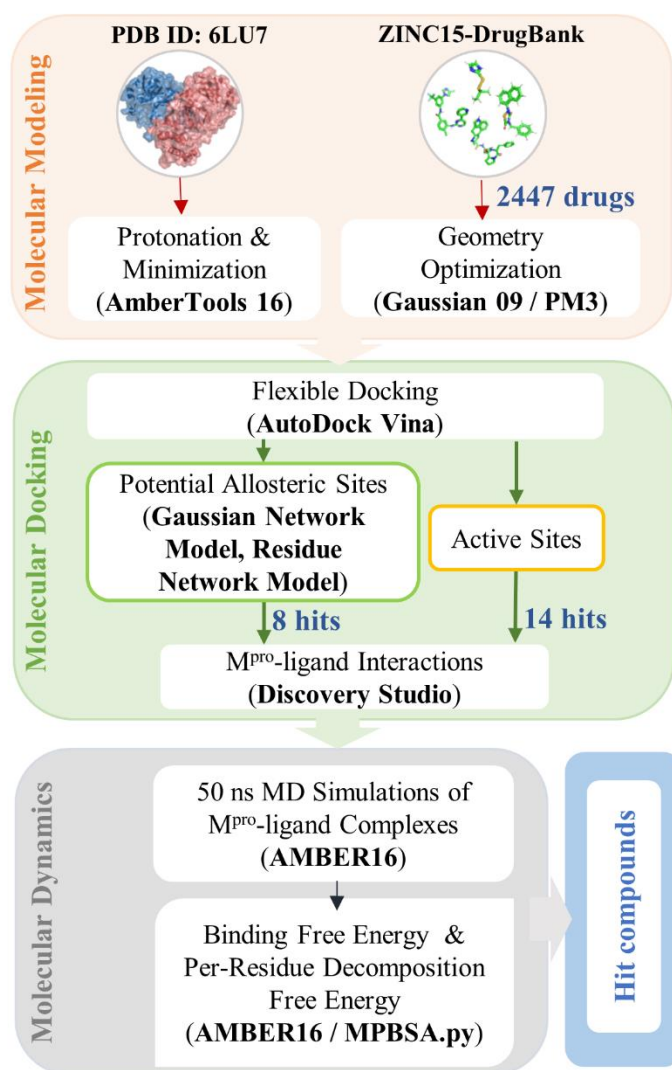 Molecular Modeling
PDB ID: 6LU7
ZINC15-DrugBank
2447 drugs
Protonation &
Minimization
(AmberTools 16)
Geometry
Optimization
(Gaussian 09 / PM3)
Molecular Docking
Flexible Docking
(AutoDock Vina)
Potential Allosteric Sites
(Gaussian Network
Model, Residue
Network Model)
Active Sites
8 hits
14 hits
Mpro-ligand Interactions
(Discovery Studio)
Molecular Dynamics
50 ns MD Simulations of
Mpro-ligand Complexes
(AMBER16)
Binding Free Energy &
Per-Residue Decomposition
Free Energy
(AMBER16 / MPBSA.py)
Hit compounds